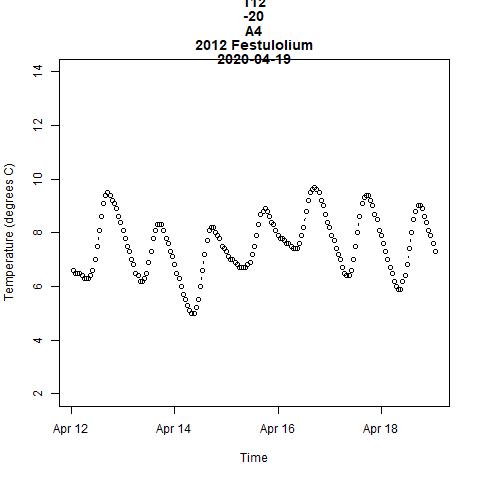 T12
-20
A4
2012 Festulolium
2020-04-19
14
12
10
8
6
4
2
Temperature (degrees C)
Apr 12
Apr 14
Apr 16
Apr 18
Time